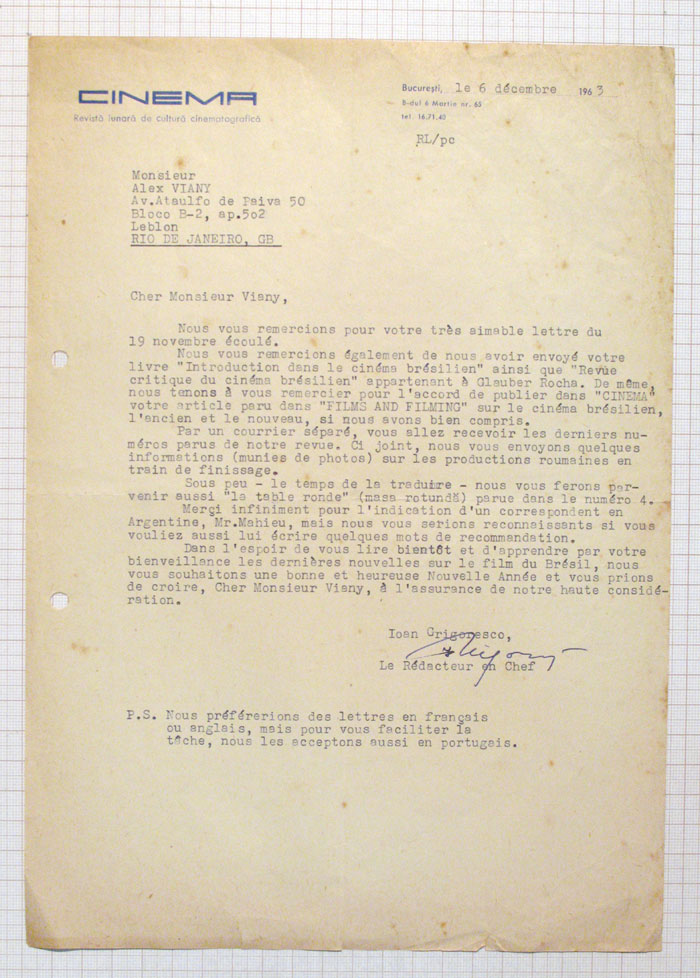 CINEMA
Revistă lunară de cultură cinematografică
București, le 6 décembre 1963
B-dul 6 Martie nr. 65
tel. 16.71.42
RL/pc
Monsieur
Alex VIANY
Av.Ataulfo de Paiva 50
Bloco B-2, ap.502
Leblon
RIO DE JANEIRO, GB
Cher Monsieur Viany,
Nous vous remercions pour votre très aimable lettre du
19 novembre écoulé.
Nous vous remercions également de nous avoir envoyé votre
livre "Introduction dans le cinéma brésilien" ainsi que "Revue
critique du cinéma brésilien" appartenant à Glauber Rocha. De même,
nous tenons à vous remercier pour l'accord de publier dans "CINEMA"
votre article paru dans "FILMS AND FILMING" sur le cinéma brésilien,
l'ancien et le nouveau, si nous avons bien compris.
Par un courrier séparé, vous allez recevoir les derniers nu-
méros parus de notre revue. Ci joint, nous vous envoyons quelques
informations (munies de photos) sur les productions roumaines en
train de finissage.
Sous peu - le temps de la traduire - nous vous ferons par-
venir aussi "la table ronde" (masa rotundă) parue dans le numéro 4.
Merçi infiniment pour l'indication d'un correspondent en
Argentine, Mr.Mahieu, mais nous vous serions reconnaissants si vous
vouliez aussi lui écrire quelques mots de recommandation.
Dans l'espoir de vous lire bientôt et d'apprendre par votre
bienveillance les dernières nouvelles sur le film du Brésil, nous
vous souhaitons une bonne et heureuse Nouvelle Année et vous prions
de croire, Cher Monsieur Viany, à l'assurance de notre haute considé-
ration.
Ioan Grigoresco,
Le Rédacteur en Chef
P.S. Nous préférerions des lettres en français
ou anglais, mais pour vous faciliter la
tâche, nous les acceptons aussi en portugais.